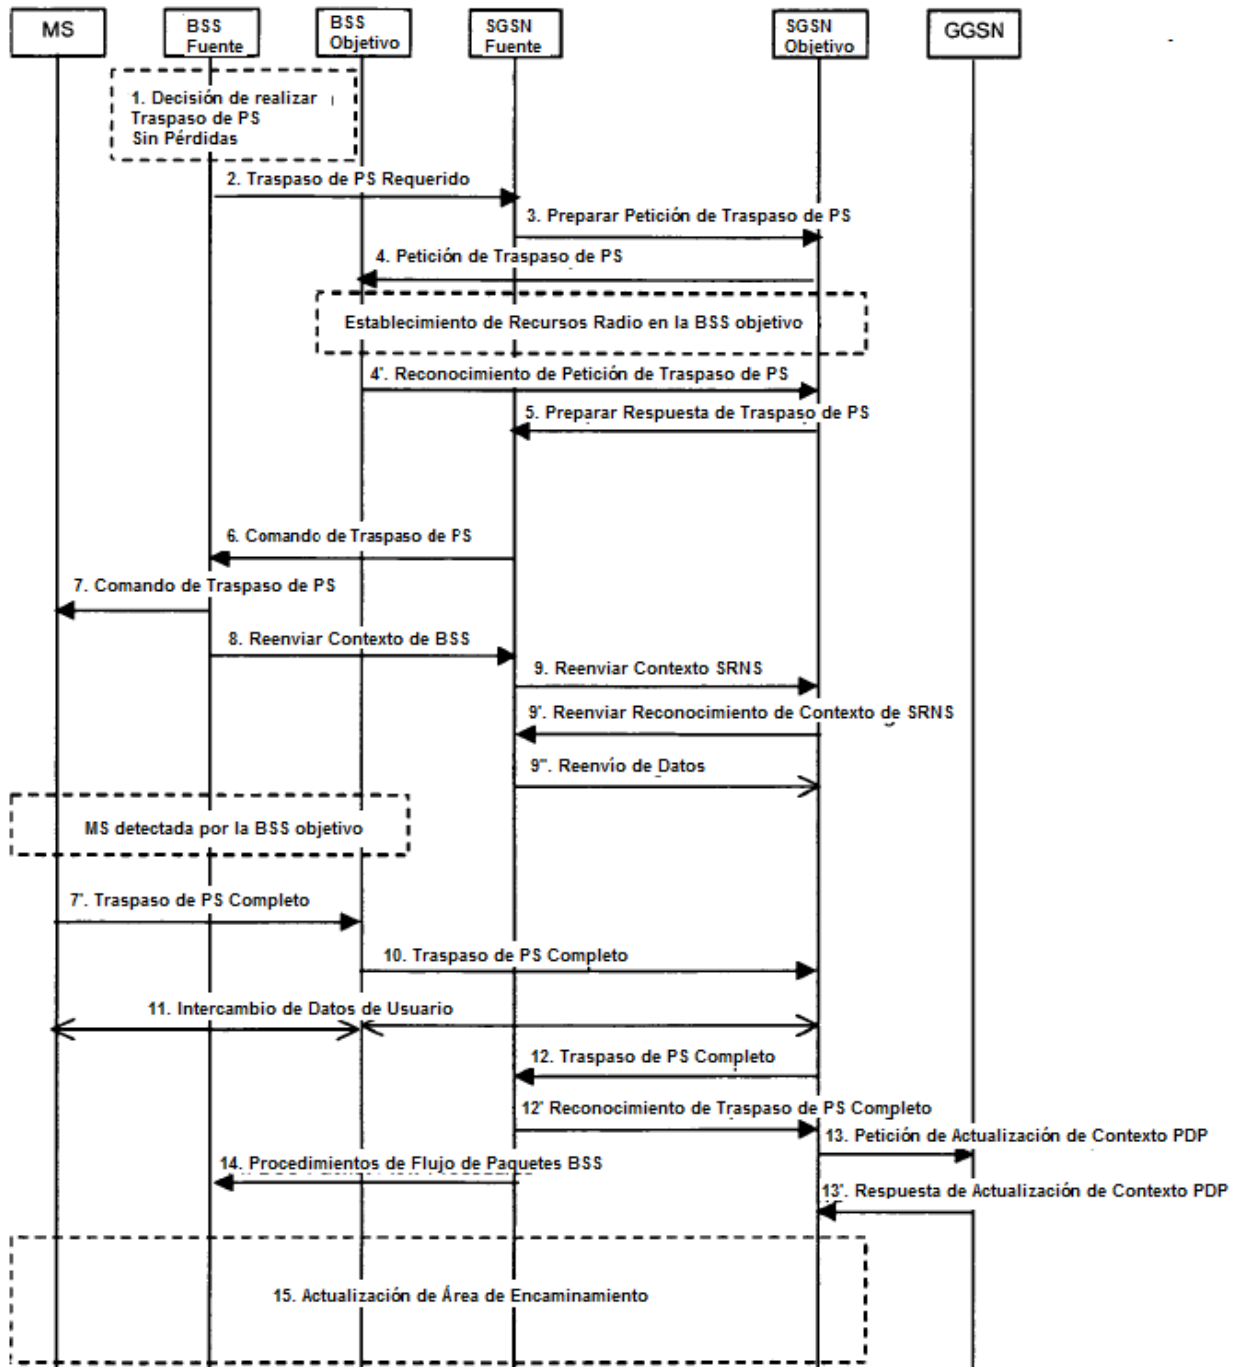 MS
BSS
Fuente
BSS
Objetivo
SGSN
Fuente
SGSN
Objetivo
GGSN
1. Decisión de realizar
Traspaso de PS
Sin Pérdidas
2. Traspaso de PS Requerido
3. Preparar Petición de Traspaso de PS
4. Petición de Traspaso de PS
Establecimiento de Recursos Radio en la BSS objetivo
4'. Reconocimiento de Petición de Traspaso de PS
5. Preparar Respuesta de Traspaso de PS
6. Comando de Traspaso de PS
7. Comando de Traspaso de PS
8. Reenviar Contexto de BSS
9. Reenviar Contexto SRNS
9'. Reenviar Reconocimiento de Contexto de SRNS
9''. Reenvío de Datos
MS detectada por la BSS objetivo
7'. Traspaso de PS Completo
10. Traspaso de PS Completo
11. Intercambio de Datos de Usuario
12. Traspaso de PS Completo
12' Reconocimiento de Traspaso de PS Completo
13. Petición de Actualización de Contexto PDP
14. Procedimientos de Flujo de Paquetes BSS
13'. Respuesta de Actualización de Contexto PDP
15. Actualización de Área de Encaminamiento